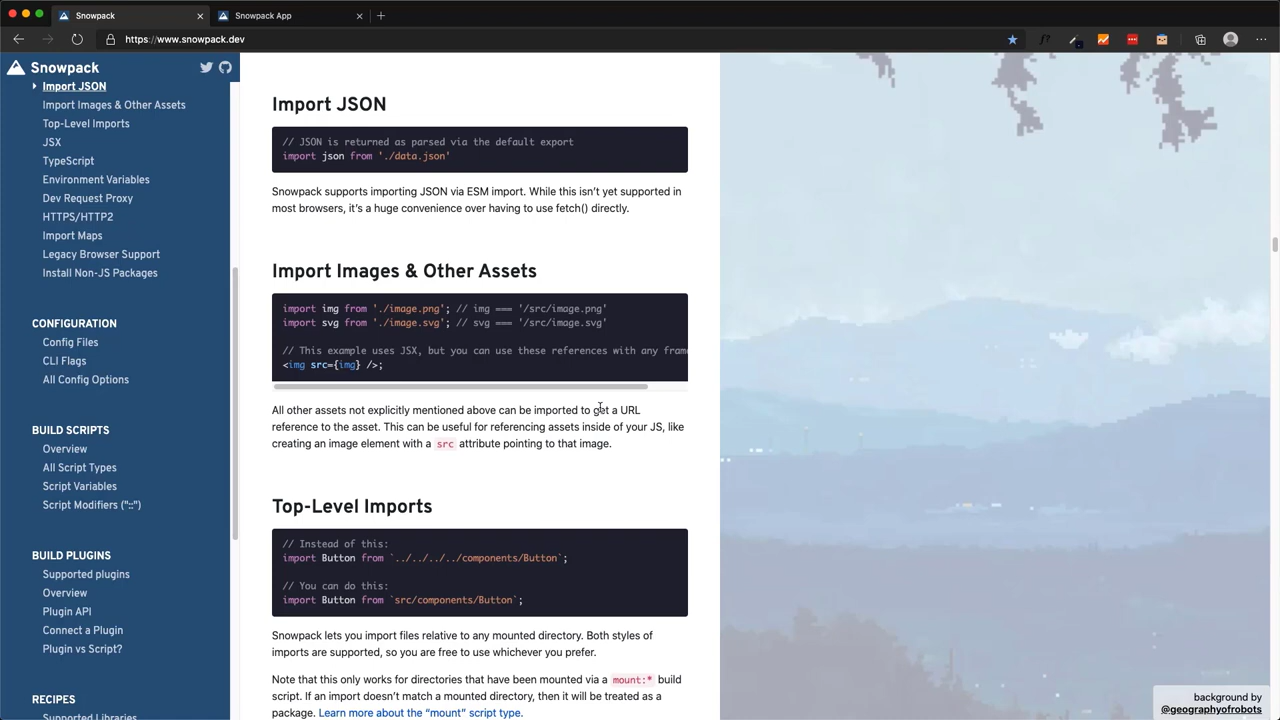 Snowpack
Snowpack App
https://www.snowpack.dev
Snowpack
Import JSON
Import Images & Other Assets
Top-Level Imports
JSX
TypeScript
Environment Variables
Dev Request Proxy
HTTPS/HTTP2
Import Maps
Legacy Browser Support
Install Non-JS Packages
CONFIGURATION
Config Files
CLI Flags
All Config Options
BUILD SCRIPTS
Overview
All Script Types
Script Variables
Script Modifiers ("::")
BUILD PLUGINS
Supported plugins
Overview
Plugin API
Connect a Plugin
Plugin vs Script?
RECIPES
Supported Libraries
Import JSON
// JSON is returned as parsed via the default export
import json from './data.json'
Snowpack supports importing JSON via ESM import. While this isn’t yet supported in
most browsers, it’s a huge convenience over having to use fetch() directly.
Import Images & Other Assets
import img from './image.png'; // img === '/src/image.png'
import svg from './image.svg'; // svg === '/src/image.svg'
// This example uses JSX, but you can use these references with any frame
<img src={img} />;
All other assets not explicitly mentioned above can be imported to get a URL
reference to the asset. This can be useful for referencing assets inside of your JS, like
creating an image element with a src attribute pointing to that image.
Top-Level Imports
// Instead of this:
import Button from `../../../../components/Button`;
// You can do this:
import Button from `src/components/Button`;
Snowpack lets you import files relative to any mounted directory. Both styles of
imports are supported, so you are free to use whichever you prefer.
Note that this only works for directories that have been mounted via a mount:* build
script. If an import doesn’t match a mounted directory, then it will be treated as a
package. Learn more about the “mount” script type.
background by
@geographyofrobots